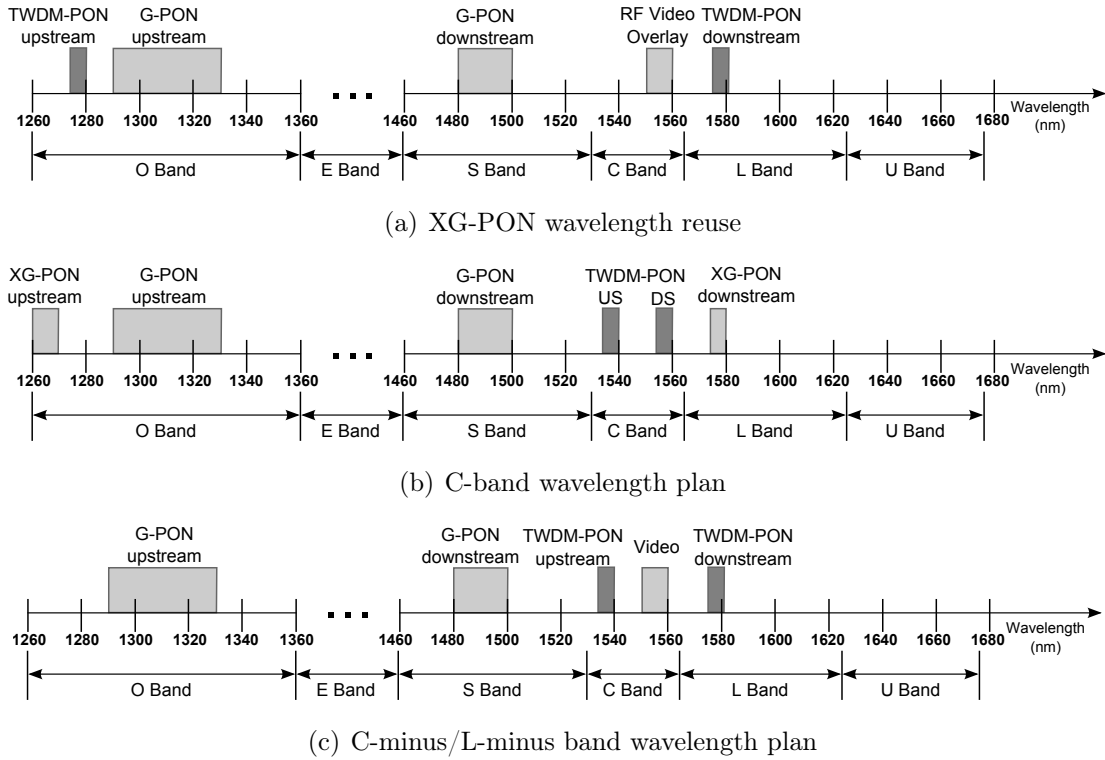 TWDM-PON upstream
G-PON upstream
G-PON downstream
RF Video Overlay
TWDM-PON downstream
1260 1280 1300 1320 1340 1360 1460 1480 1500 1520 1540 1560 1580 1600 1620 1640 1660 1680 Wavelength (nm)
O Band E Band S Band C Band L Band U Band
(a) XG-PON wavelength reuse
XG-PON upstream
G-PON upstream
G-PON downstream
TWDM-PON
US DS
XG-PON downstream
1260 1280 1300 1320 1340 1360 1460 1480 1500 1520 1540 1560 1580 1600 1620 1640 1660 1680 Wavelength (nm)
O Band E Band S Band C Band L Band U Band
(b) C-band wavelength plan
G-PON upstream
G-PON downstream
TWDM-PON upstream
Video
TWDM-PON downstream
1260 1280 1300 1320 1340 1360 1460 1480 1500 1520 1540 1560 1580 1600 1620 1640 1660 1680 Wavelength (nm)
O Band E Band S Band C Band L Band U Band
(c) C-minus/L-minus band wavelength plan